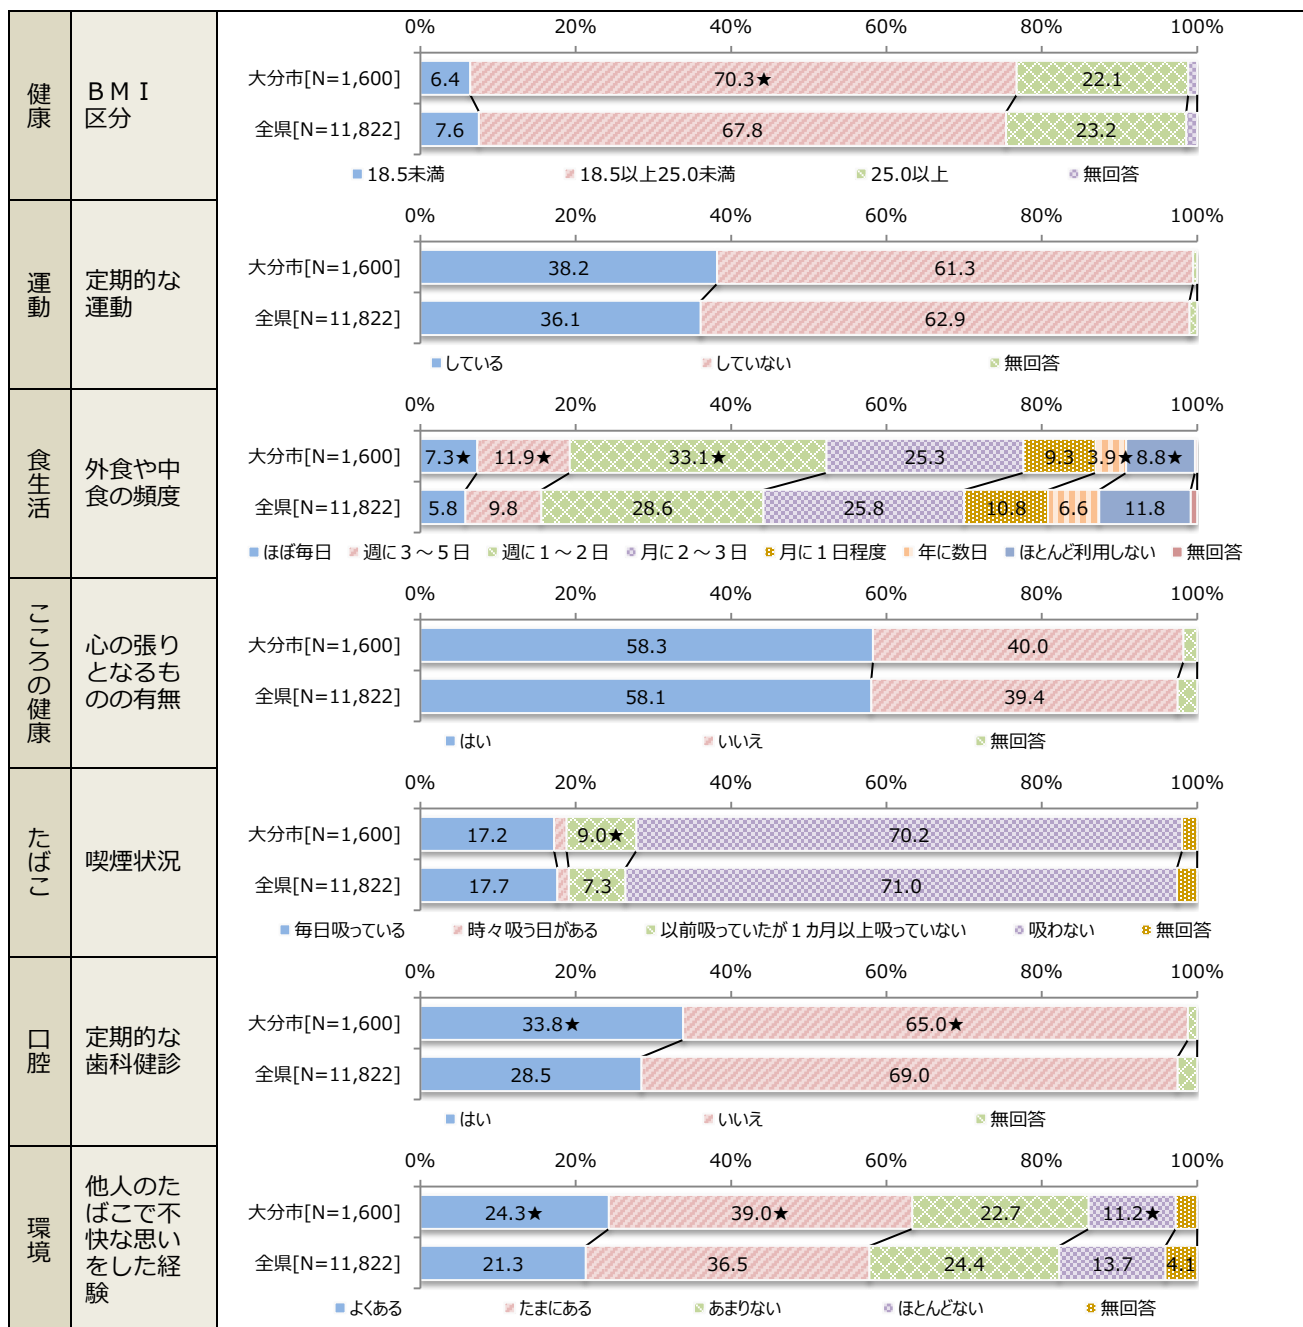 健康
ＢＭＩ
区分
0% 20% 40% 60% 80% 100%
大分市[N=1,600] 6.4 70.3★ 22.1
全県[N=11,822] 7.6 67.8 23.2
18.5未満 18.5以上25.0未満 25.0以上 無回答
運動
定期的な
運動
0% 20% 40% 60% 80% 100%
大分市[N=1,600] 38.2 61.3
全県[N=11,822] 36.1 62.9
している していない 無回答
食生活
外食や中
食の頻度
0% 20% 40% 60% 80% 100%
大分市[N=1,600] 7.3★ 11.9★ 33.1★ 25.3 9.3 3.9★ 8.8★
全県[N=11,822] 5.8 9.8 28.6 25.8 10.8 6.6 11.8
ほぼ毎日 週に３～５日 週に１～２日 月に２～３日 月に１日程度 年に数日 ほとんど利用しない 無回答
こころの健康
心の張り
となるも
のの有無
0% 20% 40% 60% 80% 100%
大分市[N=1,600] 58.3 40.0
全県[N=11,822] 58.1 39.4
はい いいえ 無回答
たばこ
喫煙状況
0% 20% 40% 60% 80% 100%
大分市[N=1,600] 17.2 9.0★ 70.2
全県[N=11,822] 17.7 7.3 71.0
毎日吸っている 時々吸う日がある 以前吸っていたが１カ月以上吸っていない 吸わない 無回答
口腔
定期的な
歯科健診
0% 20% 40% 60% 80% 100%
大分市[N=1,600] 33.8★ 65.0★
全県[N=11,822] 28.5 69.0
はい いいえ 無回答
環境
他人のた
ばこで不
快な思い
をした経
験
0% 20% 40% 60% 80% 100%
大分市[N=1,600] 24.3★ 39.0★ 22.7 11.2★
全県[N=11,822] 21.3 36.5 24.4 13.7 4.1
よくある たまにある あまりない ほとんどない 無回答